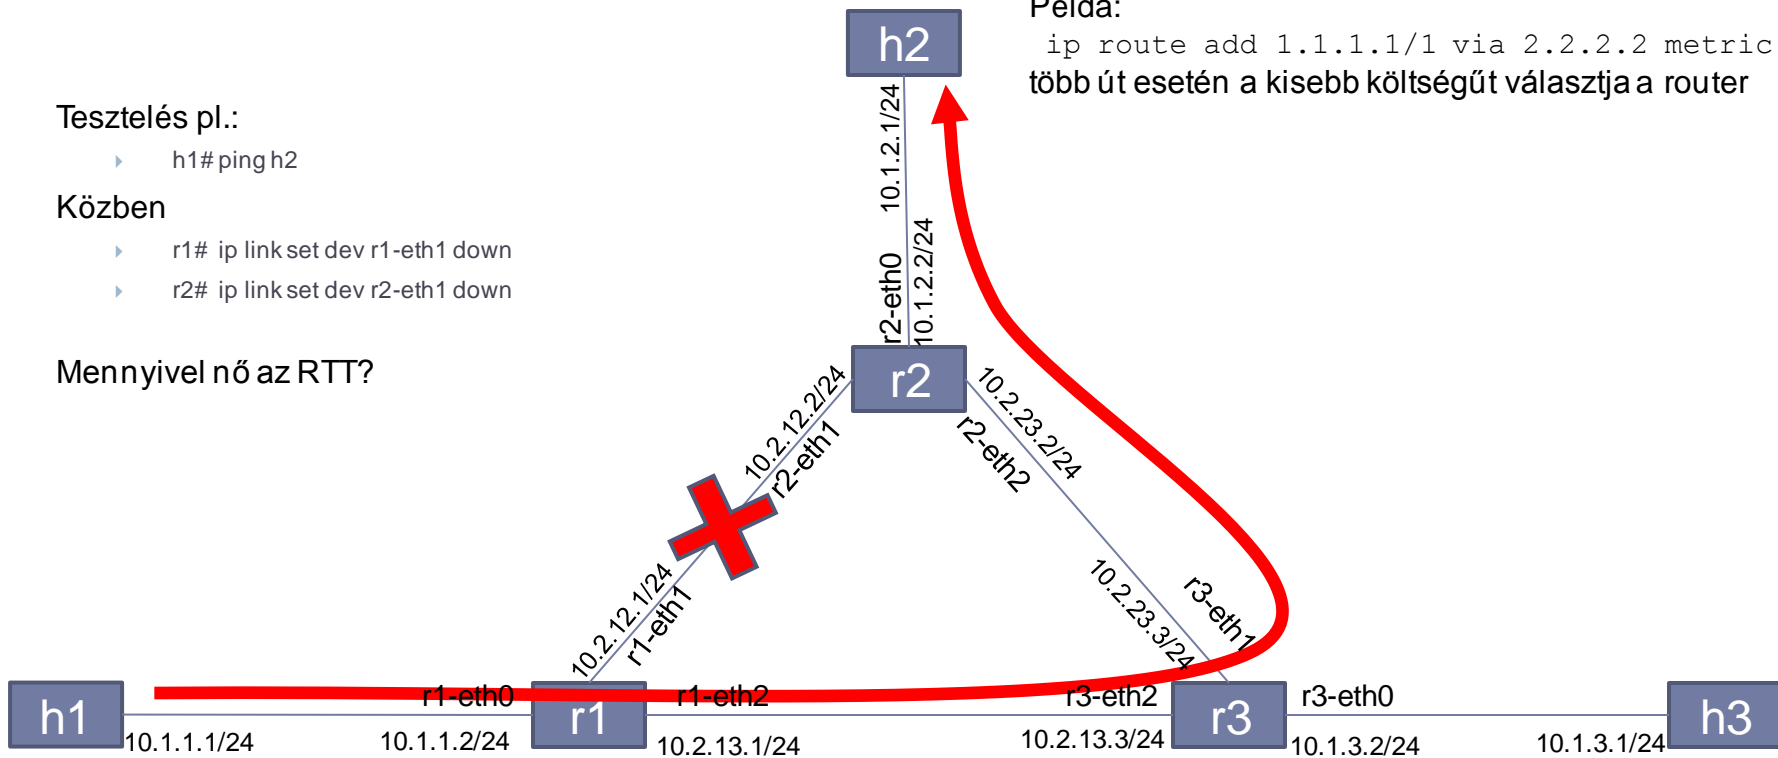 Példa:
ip route add 1.1.1.1/1 via 2.2.2.2 metric
több út esetén a kisebb költségűt választja a router
h2
Tesztelés pl.:
h1# ping h2
Közben
r1# ip link set dev r1-eth1 down
r2# ip link set dev r2-eth1 down
Mennyivel nő az RTT?
10.1.2.1/24
r2-eth0
10.1.2.2/24
r2
10.2.12.2/24
r2-eth1
10.2.23.2/24
r2-eth2
10.2.12.1/24
r1-eth1
10.2.23.3/24
r3-eth1
h1
10.1.1.1/24
r1-eth0
10.1.1.2/24
r1
r1-eth2
10.2.13.1/24
r3-eth2
10.2.13.3/24
r3
r3-eth0
10.1.3.2/24
10.1.3.1/24
h3